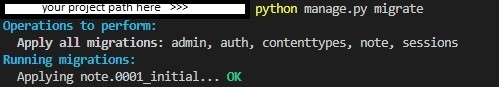 your project path here >>> python manage.py migrate
Operations to perform:
Apply all migrations: admin, auth, contenttypes, note, sessions
Running migrations:
Applying note.0001_initial... OK